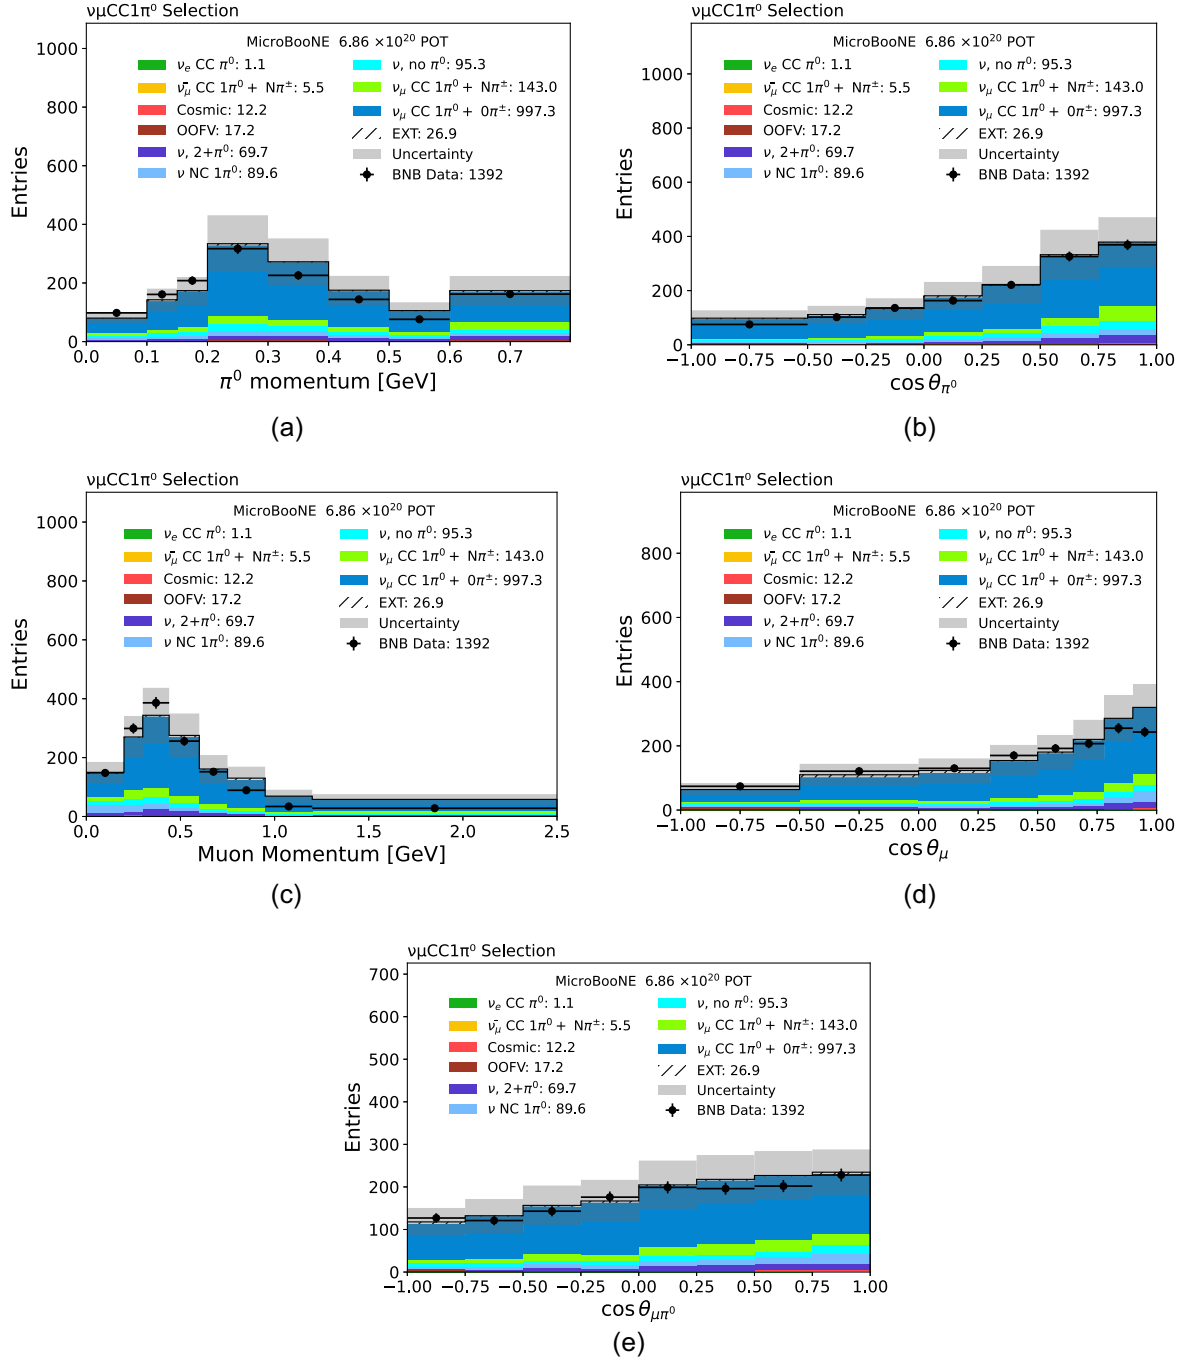 νμCC1π⁰ Selection
MicroBooNE 6.86 ×10²⁰ POT
νₑ CC π⁰: 1.1
ν̄_μ CC 1π⁰ + Nπ±: 5.5
Cosmic: 12.2
OOFV: 17.2
ν, 2+π⁰: 69.7
ν NC 1π⁰: 89.6
ν, no π⁰: 95.3
ν_μ CC 1π⁰ + Nπ±: 143.0
ν_μ CC 1π⁰ + 0π±: 997.3
EXT: 26.9
Uncertainty
BNB Data: 1392
Entries
1000
800
600
400
200
0
0.0 0.1 0.2 0.3 0.4 0.5 0.6 0.7
π⁰ momentum [GeV]
(a)
νμCC1π⁰ Selection
MicroBooNE 6.86 ×10²⁰ POT
νₑ CC π⁰: 1.1
ν̄_μ CC 1π⁰ + Nπ±: 5.5
Cosmic: 12.2
OOFV: 17.2
ν, 2+π⁰: 69.7
ν NC 1π⁰: 89.6
ν, no π⁰: 95.3
ν_μ CC 1π⁰ + Nπ±: 143.0
ν_μ CC 1π⁰ + 0π±: 997.3
EXT: 26.9
Uncertainty
BNB Data: 1392
Entries
1000
800
600
400
200
0
−1.00 −0.75 −0.50 −0.25 0.00 0.25 0.50 0.75 1.00
cos θ_π⁰
(b)
νμCC1π⁰ Selection
MicroBooNE 6.86 ×10²⁰ POT
νₑ CC π⁰: 1.1
ν̄_μ CC 1π⁰ + Nπ±: 5.5
Cosmic: 12.2
OOFV: 17.2
ν, 2+π⁰: 69.7
ν NC 1π⁰: 89.6
ν, no π⁰: 95.3
ν_μ CC 1π⁰ + Nπ±: 143.0
ν_μ CC 1π⁰ + 0π±: 997.3
EXT: 26.9
Uncertainty
BNB Data: 1392
Entries
1000
800
600
400
200
0
0.0 0.5 1.0 1.5 2.0 2.5
Muon Momentum [GeV]
(c)
νμCC1π⁰ Selection
MicroBooNE 6.86 ×10²⁰ POT
νₑ CC π⁰: 1.1
ν̄_μ CC 1π⁰ + Nπ±: 5.5
Cosmic: 12.2
OOFV: 17.2
ν, 2+π⁰: 69.7
ν NC 1π⁰: 89.6
ν, no π⁰: 95.3
ν_μ CC 1π⁰ + Nπ±: 143.0
ν_μ CC 1π⁰ + 0π±: 997.3
EXT: 26.9
Uncertainty
BNB Data: 1392
Entries
800
600
400
200
0
−1.00 −0.75 −0.50 −0.25 0.00 0.25 0.50 0.75 1.00
cos θ_μ
(d)
νμCC1π⁰ Selection
MicroBooNE 6.86 ×10²⁰ POT
νₑ CC π⁰: 1.1
ν̄_μ CC 1π⁰ + Nπ±: 5.5
Cosmic: 12.2
OOFV: 17.2
ν, 2+π⁰: 69.7
ν NC 1π⁰: 89.6
ν, no π⁰: 95.3
ν_μ CC 1π⁰ + Nπ±: 143.0
ν_μ CC 1π⁰ + 0π±: 997.3
EXT: 26.9
Uncertainty
BNB Data: 1392
Entries
700
600
500
400
300
200
100
0
−1.00 −0.75 −0.50 −0.25 0.00 0.25 0.50 0.75 1.00
cos θ_μπ⁰
(e)